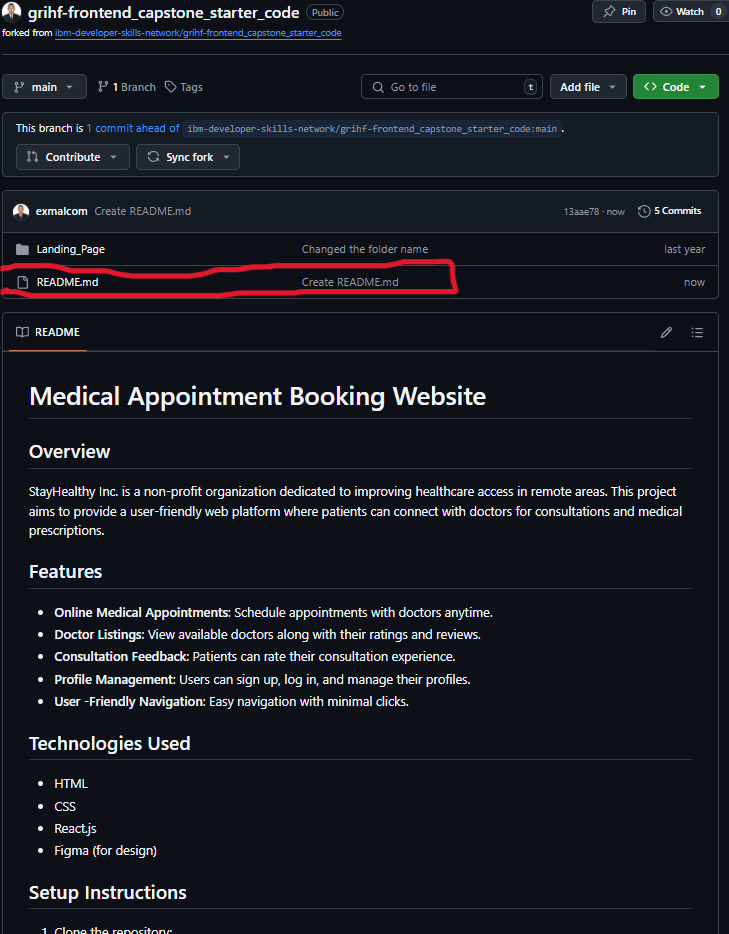 grihf-frontend_capstone_starter_code Public Pin Watch 0
forked from ibm-developer-skills-network/grihf-frontend_capstone_starter_code
main 1 Branch Tags Go to file t Add file Code
This branch is 1 commit ahead of ibm-developer-skills-network/grihf-frontend_capstone_starter_code:main .
Contribute Sync fork
exmalcom Create README.md 13aae78 · now 5 Commits
Landing_Page Changed the folder name last year
README.md Create README.md now
README
Medical Appointment Booking Website
Overview
StayHealthy Inc. is a non-profit organization dedicated to improving healthcare access in remote areas. This project
aims to provide a user-friendly web platform where patients can connect with doctors for consultations and medical
prescriptions.
Features
• Online Medical Appointments: Schedule appointments with doctors anytime.
• Doctor Listings: View available doctors along with their ratings and reviews.
• Consultation Feedback: Patients can rate their consultation experience.
• Profile Management: Users can sign up, log in, and manage their profiles.
• User -Friendly Navigation: Easy navigation with minimal clicks.
Technologies Used
• HTML
• CSS
• React.js
• Figma (for design)
Setup Instructions
1. Clone the repository: